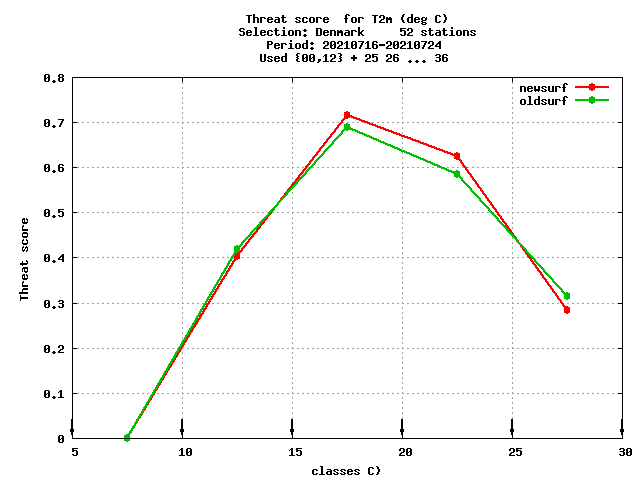 Threat score  for T2m (deg C)
Selection: Denmark     52 stations
Period: 20210716-20210724
Used {00,12} + 25 26 ... 36
newsurf
oldsurf
0.8
0.7
0.6
0.5
0.4
0.3
0.2
0.1
0
Threat score
5 10 15 20 25 30
classes C)